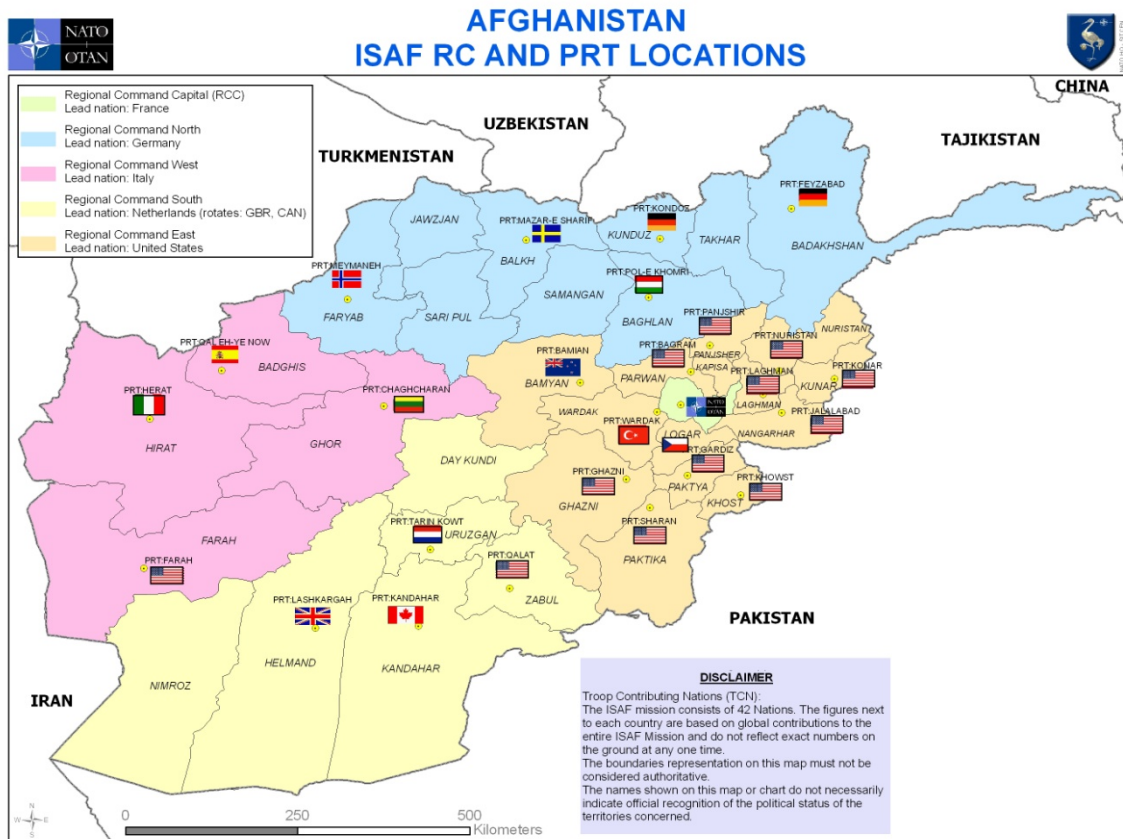 AFGHANISTAN
ISAF RC AND PRT LOCATIONS
NATO
OTAN
Regional Command Capital (RCC)
Lead nation: France
Regional Command North
Lead nation: Germany
Regional Command West
Lead nation: Italy
Regional Command South
Lead nation: Netherlands (rotates: GBR, CAN)
Regional Command East
Lead nation: United States
CHINA
UZBEKISTAN
TAJIKISTAN
TURKMENISTAN
PRT:FEYZABAD
PRT:KONDOZ
JAWZJAN
PRT:MAZAR-E SHARIF
KUNDUZ
TAKHAR
BADAKHSHAN
BALKH
PRT:MEYMANEH
PRT:POL-E KHOMRI
SAMANGAN
FARYAB
SARI PUL
BAGHLAN
PRT:PANJSHIR
NURISTAN
PRT:NURISTAN
PRT:QAL EH-YE NOW
PRT:BAGRAM
PANJSHER
BADGHIS
PRT:BAMIAN
KAPISA
PRT:LAGHMAN
PRT:KONAR
PARWAN
BAMYAN
KUNAR
PRT:HERAT
PRT:CHAGHCHARAN
LAGHMAN
NATO
OTAN
WARDAK
PRT:JALALABAD
PRT:WARDAK
LOGAR
NANGARHAR
HIRAT
GHOR
DAY KUNDI
PRT:GARDIZ
PRT:GHAZNI
PRT:KHOWST
PAKTYA
KHOST
GHAZNI
PRT:TARIN KOWT
URUZGAN
PRT:SHARAN
FARAH
PRT:FARAH
PRT:QALAT
PAKTIKA
ZABUL
PRT:LASHKARGAH
PRT:KANDAHAR
PAKISTAN
HELMAND
KANDAHAR
NIMROZ
IRAN
DISCLAIMER
Troop Contributing Nations (TCN):
The ISAF mission consists of 42 Nations. The figures next
to each country are based on global contributions to the
entire ISAF Mission and do not reflect exact numbers on
the ground at any one time.
The boundaries representation on this map must not be
considered authoritative.
The names shown on this map or chart do not necessarily
indicate official recognition of the political status of the
territories concerned.
N
W E
S
0 250 500
Kilometers